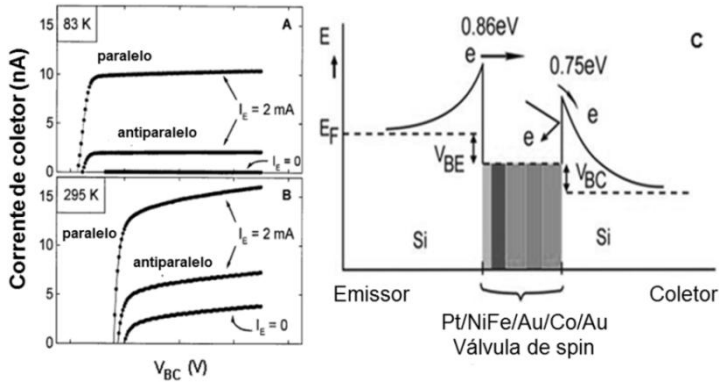 Corrente de coletor (nA)
83 K
A
15
10
5
0
paralelo
I_E = 2 mA
antiparalelo
I_E = 0
295 K
B
15
10
5
0
paralelo
I_E = 2 mA
antiparalelo
I_E = 0
V_BC (V)
C
E
0.86eV
e
0.75eV
e
e
E_F
V_BE
V_BC
Si
Si
Emissor
Coletor
Pt/NiFe/Au/Co/Au
Válvula de spin